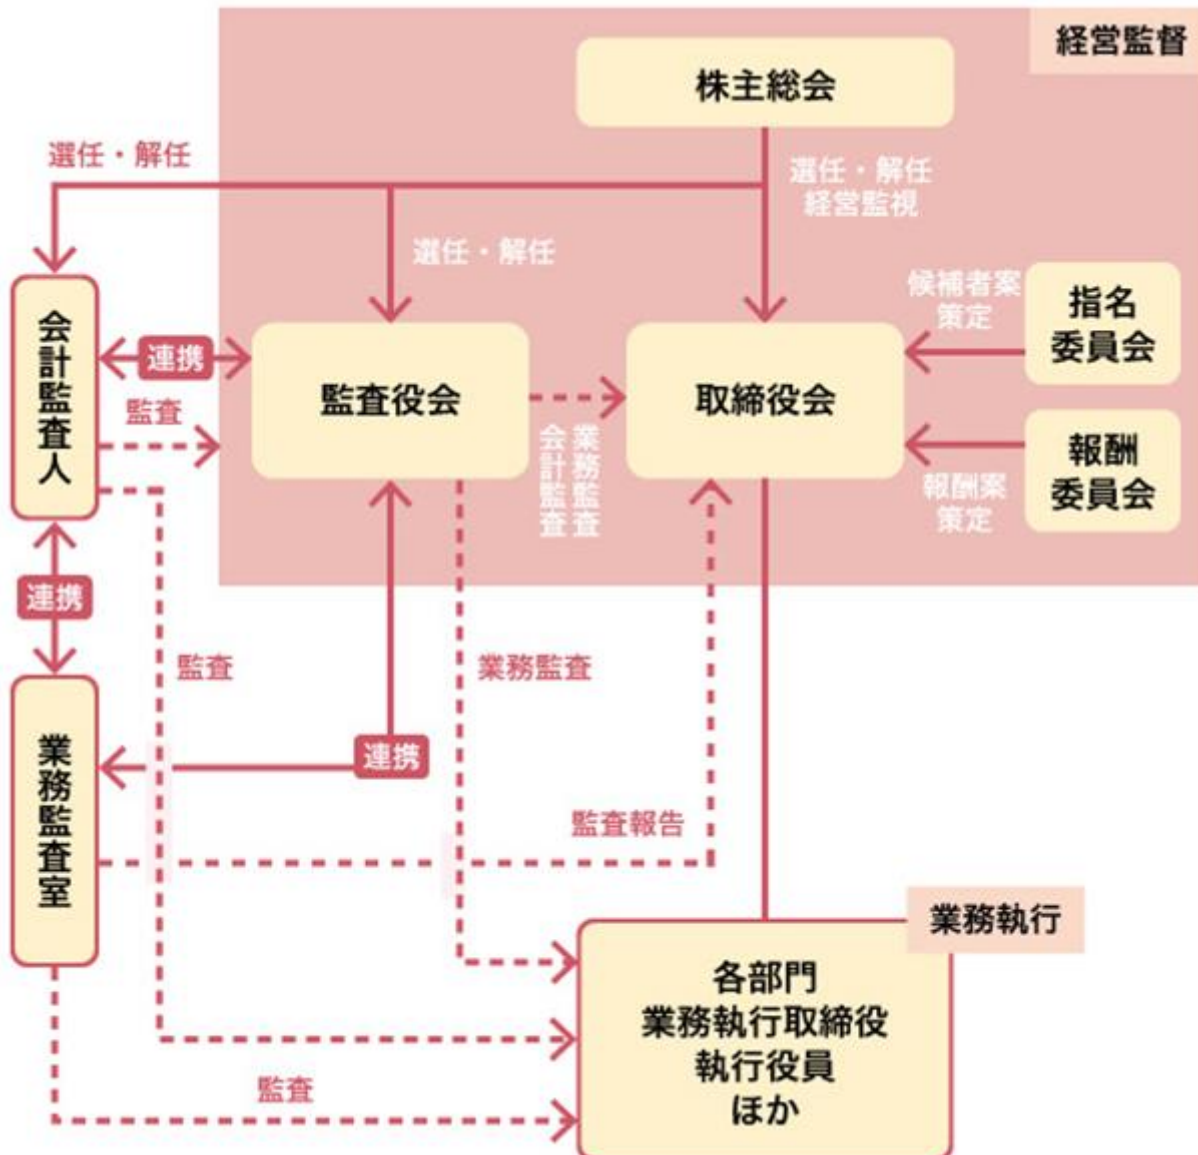 経営監督
株主総会
選任・解任
選任・解任
経営監視
選任・解任
候補者案
策定
指名
委員会
会計監査人
連携
監査役会
取締役会
監査
業務監査
会計監査
報酬案
策定
報酬
委員会
連携
監査
業務監査
業務監査室
連携
監査報告
業務執行
各部門
業務執行取締役
執行役員
ほか
監査